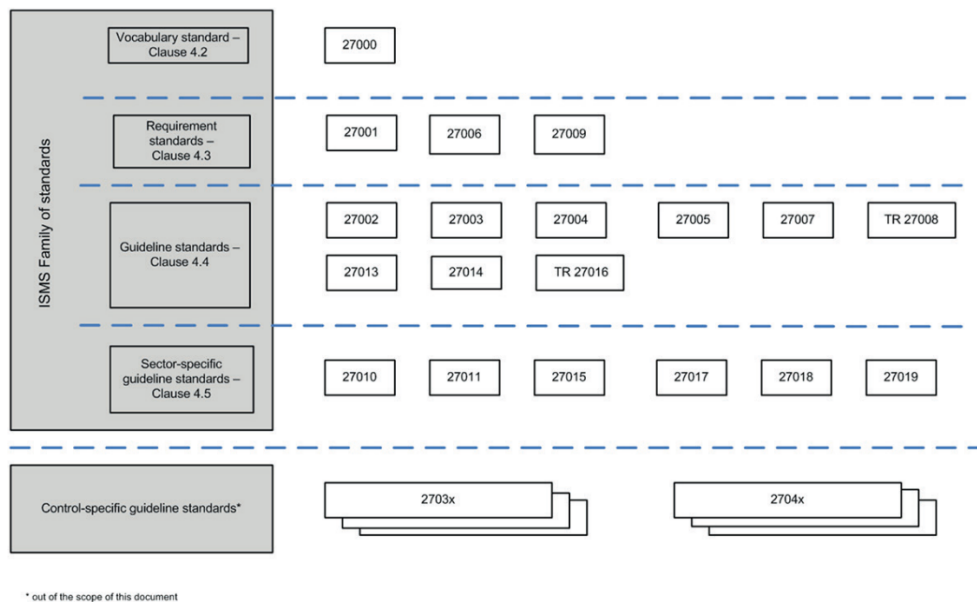 Vocabulary standard –
Clause 4.2
27000
Requirement
standards –
Clause 4.3
27001
27006
27009
ISMS Family of standards
Guideline standards –
Clause 4.4
27002
27003
27004
27005
27007
TR 27008
27013
27014
TR 27016
Sector-specific
guideline standards –
Clause 4.5
27010
27011
27015
27017
27018
27019
Control-specific guideline standards*
2703x
2704x
* out of the scope of this document